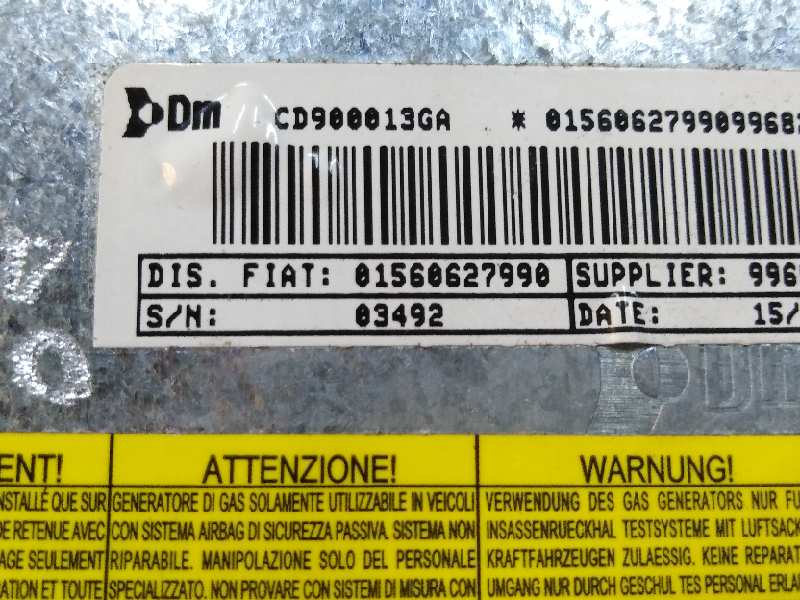 Dm CD900013GA * 0156062799099681
DIS. FIAT: 01560627990 SUPPLIER: 996
S/N: 03492 DATE: 15/
ENT! ATTENZIONE! WARNUNG!
NSTALLÉ QUE SUR GENERATORE DI GAS SOLAMENTE UTILIZZABILE IN VEICOLI VERWENDUNG DES GAS GENERATORS NUR FU
DE RETENUE AVEC CON SISTEMA AIRBAG DI SICUREZZA PASSIVA. SISTEMA NON INSASSENRUECKHAL TESTSYSTEME MIT LUFTSACK
AGE SEULEMENT RIPARABILE. MANIPOLAZIONE SOLO DEL PERSONALE KRAFTFAHRZEUGEN ZULAESSIG. KEINE REPARAT
ATION ET TOUTE SPECIALIZZATO. NON PROVARE CON SISTEMI DI MISURA CON UMGANG NUR DURCH GESCHUL TES PERSONAL ERLA